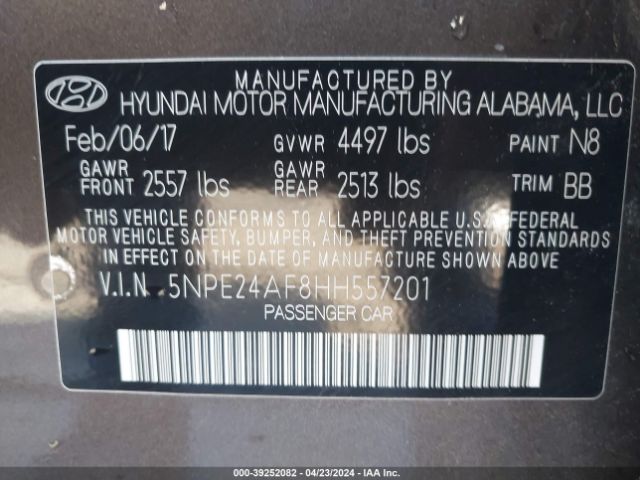 MANUFACTURED BY
HYUNDAI MOTOR MANUFACTURING ALABAMA, LLC
Feb/06/17 GVWR 4497 lbs PAINT N8
GAWR FRONT 2557 lbs GAWR REAR 2513 lbs TRIM BB
THIS VEHICLE CONFORMS TO ALL APPLICABLE U.S.A FEDERAL
MOTOR VEHICLE SAFETY, BUMPER, AND THEFT PREVENTION STANDARDS
IN EFFECT ON THE DATE OF MANUFACTURE SHOWN ABOVE.
V.I.N 5NPE24AF8HH557201
PASSENGER CAR
000-39252082 - 04/23/2024 - IAAI.COM